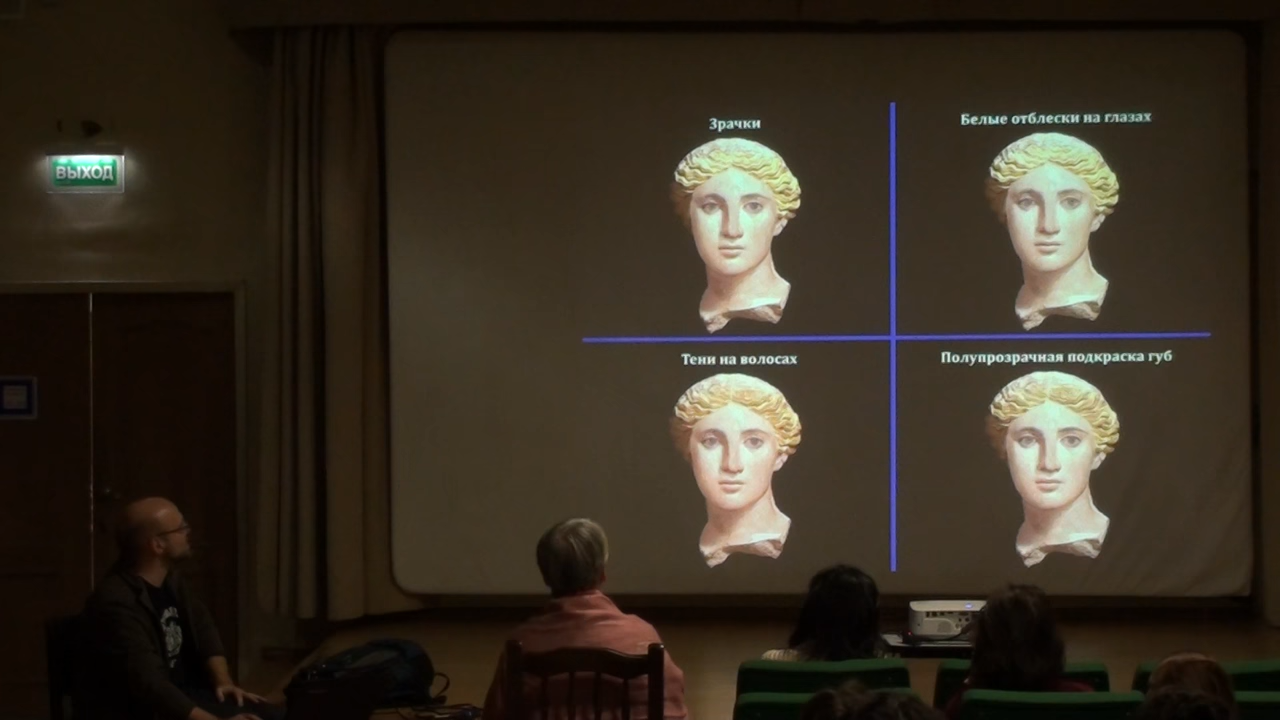 Зрачки
Белые отблески на глазах
ВЫХОД
Тени на волосах
Полупрозрачная подкраска губ